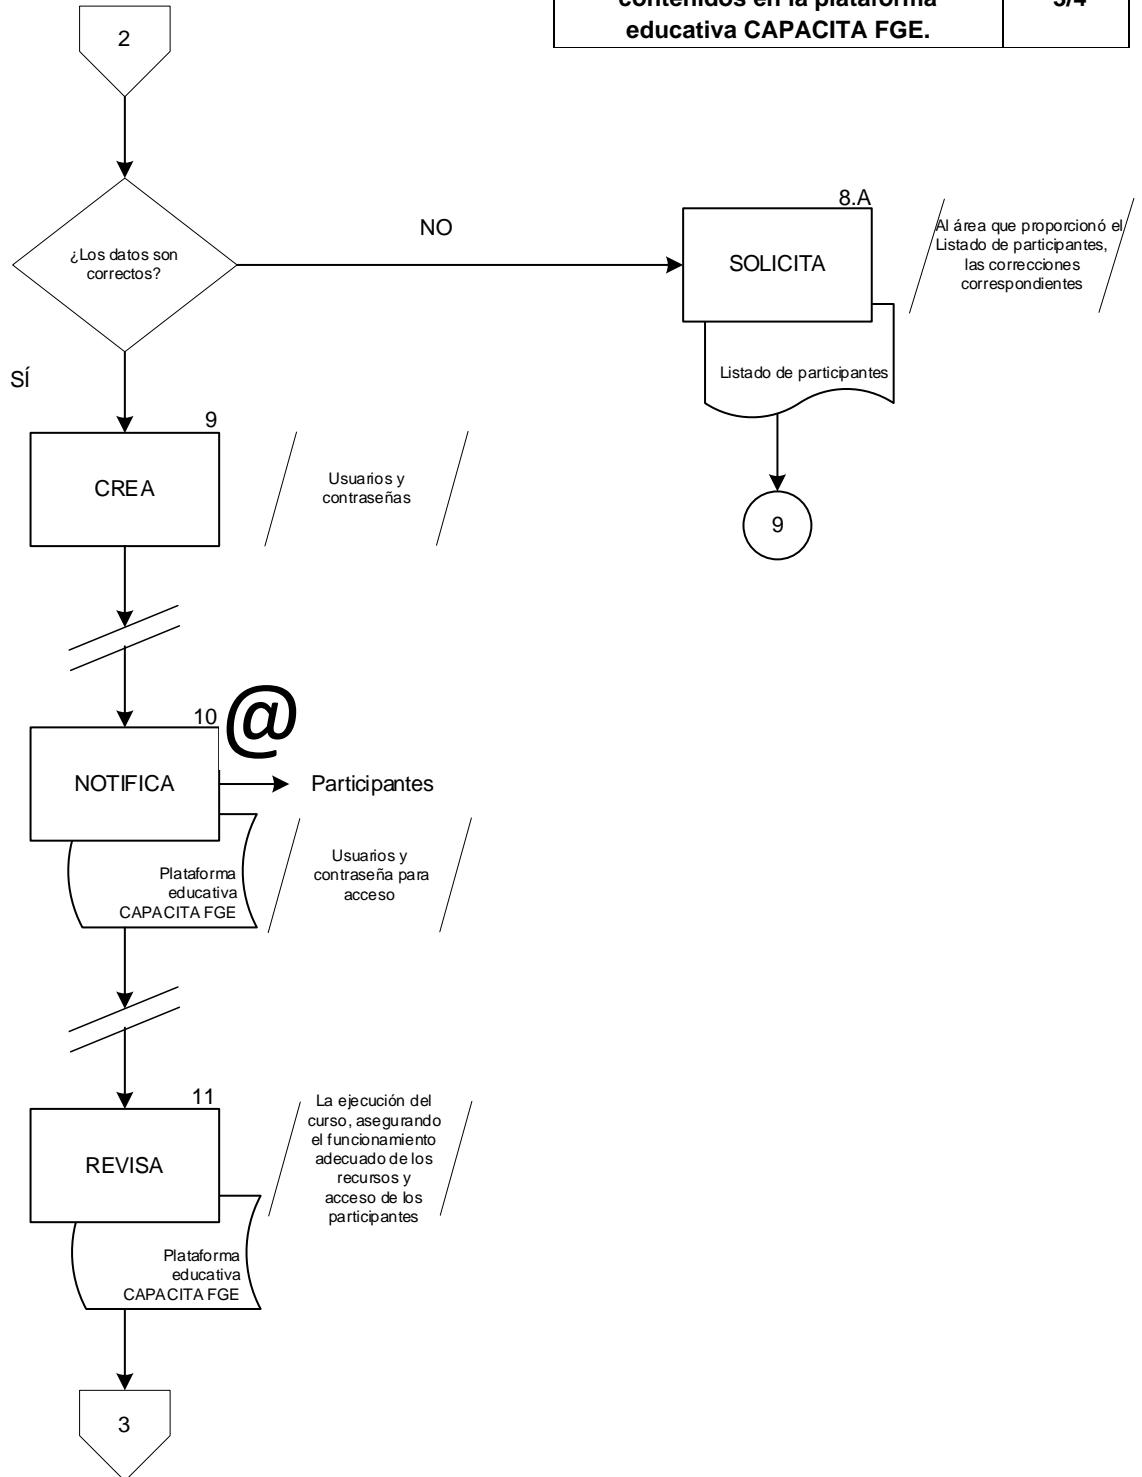 contenidos en la plataforma
educativa CAPACITA FGE.
3/4
2
¿Los datos son
correctos?
NO
8.A
SOLICITA
Al área que proporcionó el
Listado de participantes,
las correcciones
correspondientes
Listado de participantes
9
SÍ
9
CREA
Usuarios y
contraseñas
10
@
NOTIFICA
Participantes
Plataforma
educativa
CAPACITA FGE
Usuarios y
contraseña para
acceso
11
REVISA
La ejecución del
curso, asegurando
el funcionamiento
adecuado de los
recursos y
acceso de los
participantes
Plataforma
educativa
CAPACITA FGE
3